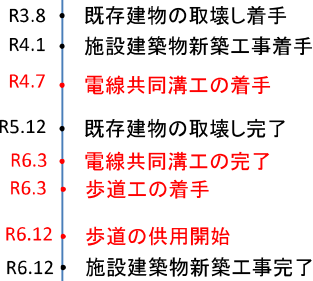 R3.8 既存建物の取壊し着手
R4.1 施設建築物新築工事着手
R4.7 電線共同溝工の着手
R5.12 既存建物の取壊し完了
R6.3 電線共同溝工の完了
R6.3 歩道工の着手
R6.12 歩道の供用開始
R6.12 施設建築物新築工事完了